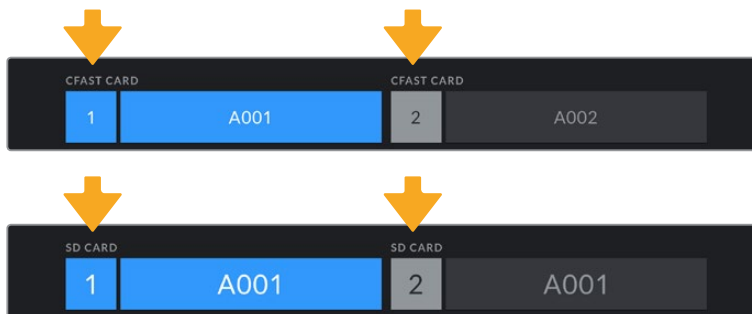 CFAST CARD CFAST CARD
1 A001 2 A002
SD CARD SD CARD
1 A001 2 A001